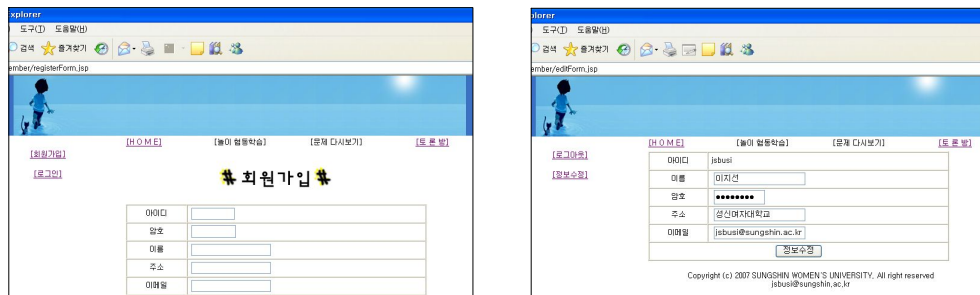 xplorer
도구(T) 도움말(H)
검색 즐겨찾기
ember/registerForm.jsp
[H O M E] [놀이 협동학습] [문제 다시보기] [토 론 방]
[회원가입]
[로그인]
# 회원가입 #
아이디
암호
이름
주소
이메일
plorer
도구(T) 도움말(H)
검색 즐겨찾기
ember/editForm.jsp
[H O M E] [놀이 협동학습] [문제 다시보기] [토 론 방]
[로그아웃]
[정보수정]
아이디 jsbusi
이름 이지선
암호 ●●●●●●●●
주소 성신여자대학교
이메일 jsbusi@sungshin.ac.kr
정보수정
Copyright (c) 2007 SUNGSHIN WOMEN'S UNIVERSITY, All right reserved
jsbusi@sungshin,ac,kr